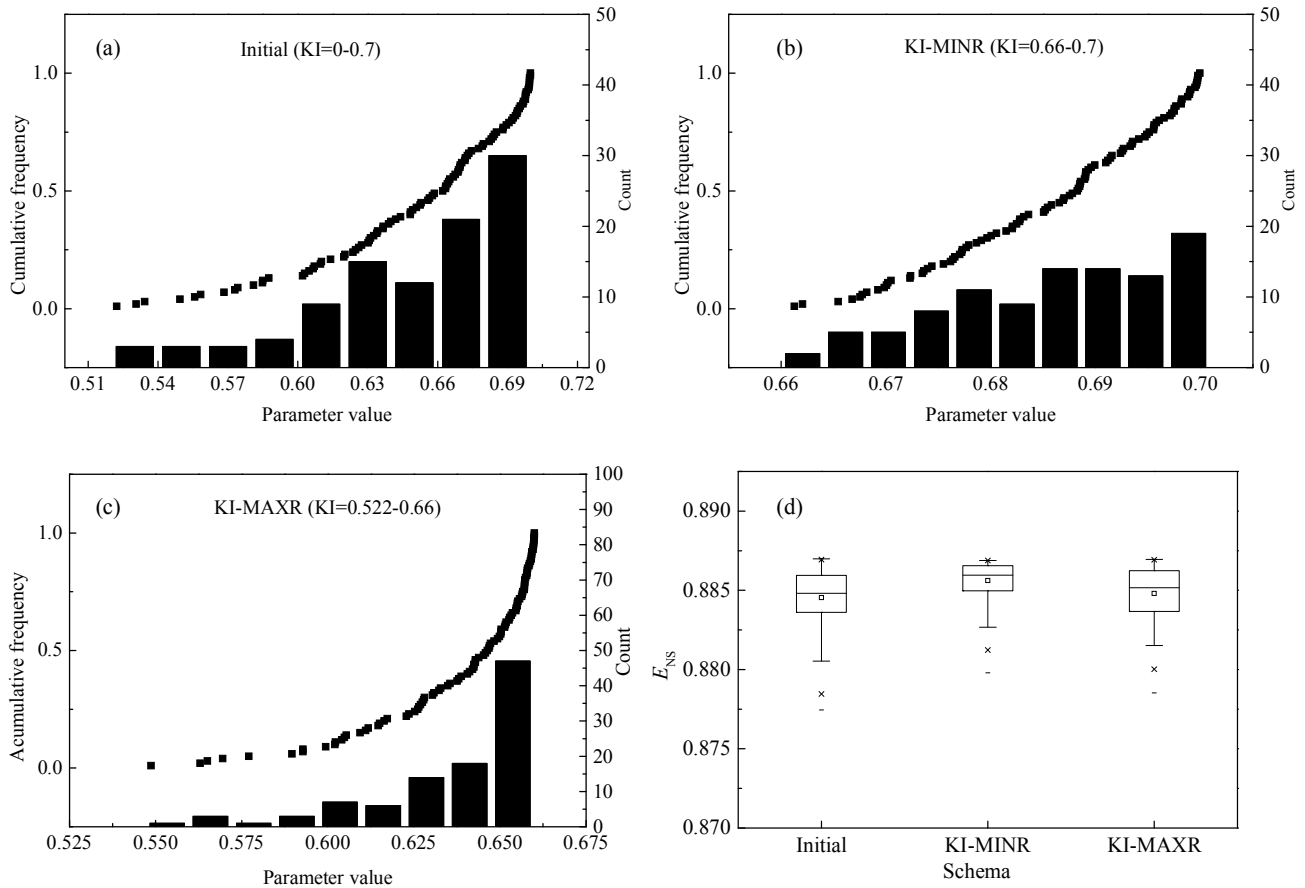 (a)
Initial (KI=0-0.7)
Cumulative frequency
1.0
0.5
0.0
50
40
30
20
10
0
Count
0.51 0.54 0.57 0.60 0.63 0.66 0.69 0.72
Parameter value
(b)
KI-MINR (KI=0.66-0.7)
Cumulative frequency
1.0
0.5
0.0
50
40
30
20
10
0
Count
0.66 0.67 0.68 0.69 0.70
Parameter value
(c)
KI-MAXR (KI=0.522-0.66)
Acumulative frequency
1.0
0.5
0.0
100
90
80
70
60
50
40
30
20
10
0
Count
0.525 0.550 0.575 0.600 0.625 0.650 0.675
Parameter value
(d)
E_NS
0.890
0.885
0.880
0.875
0.870
Initial KI-MINR KI-MAXR
Schema